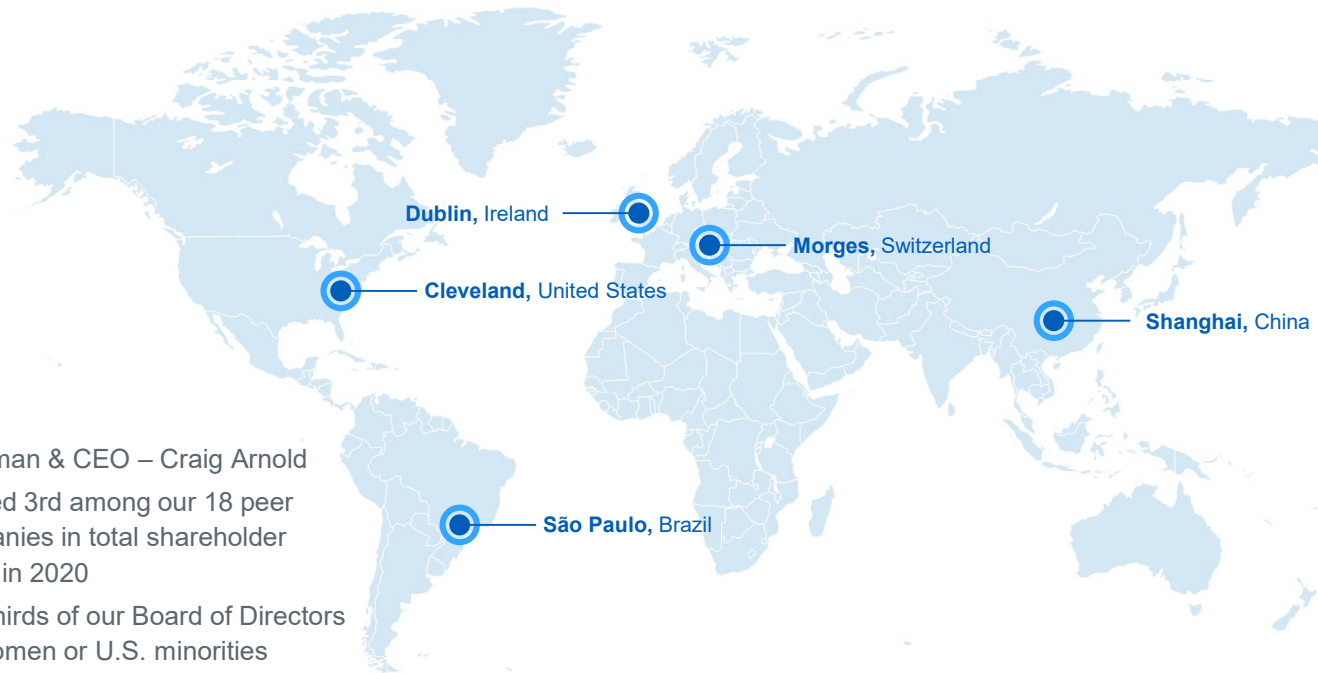 Dublin, Ireland
Morges, Switzerland
Cleveland, United States
Shanghai, China
man & CEO – Craig Arnold
ed 3rd among our 18 peer
anies in total shareholder
in 2020
São Paulo, Brazil
hirds of our Board of Directors
omen or U.S. minorities